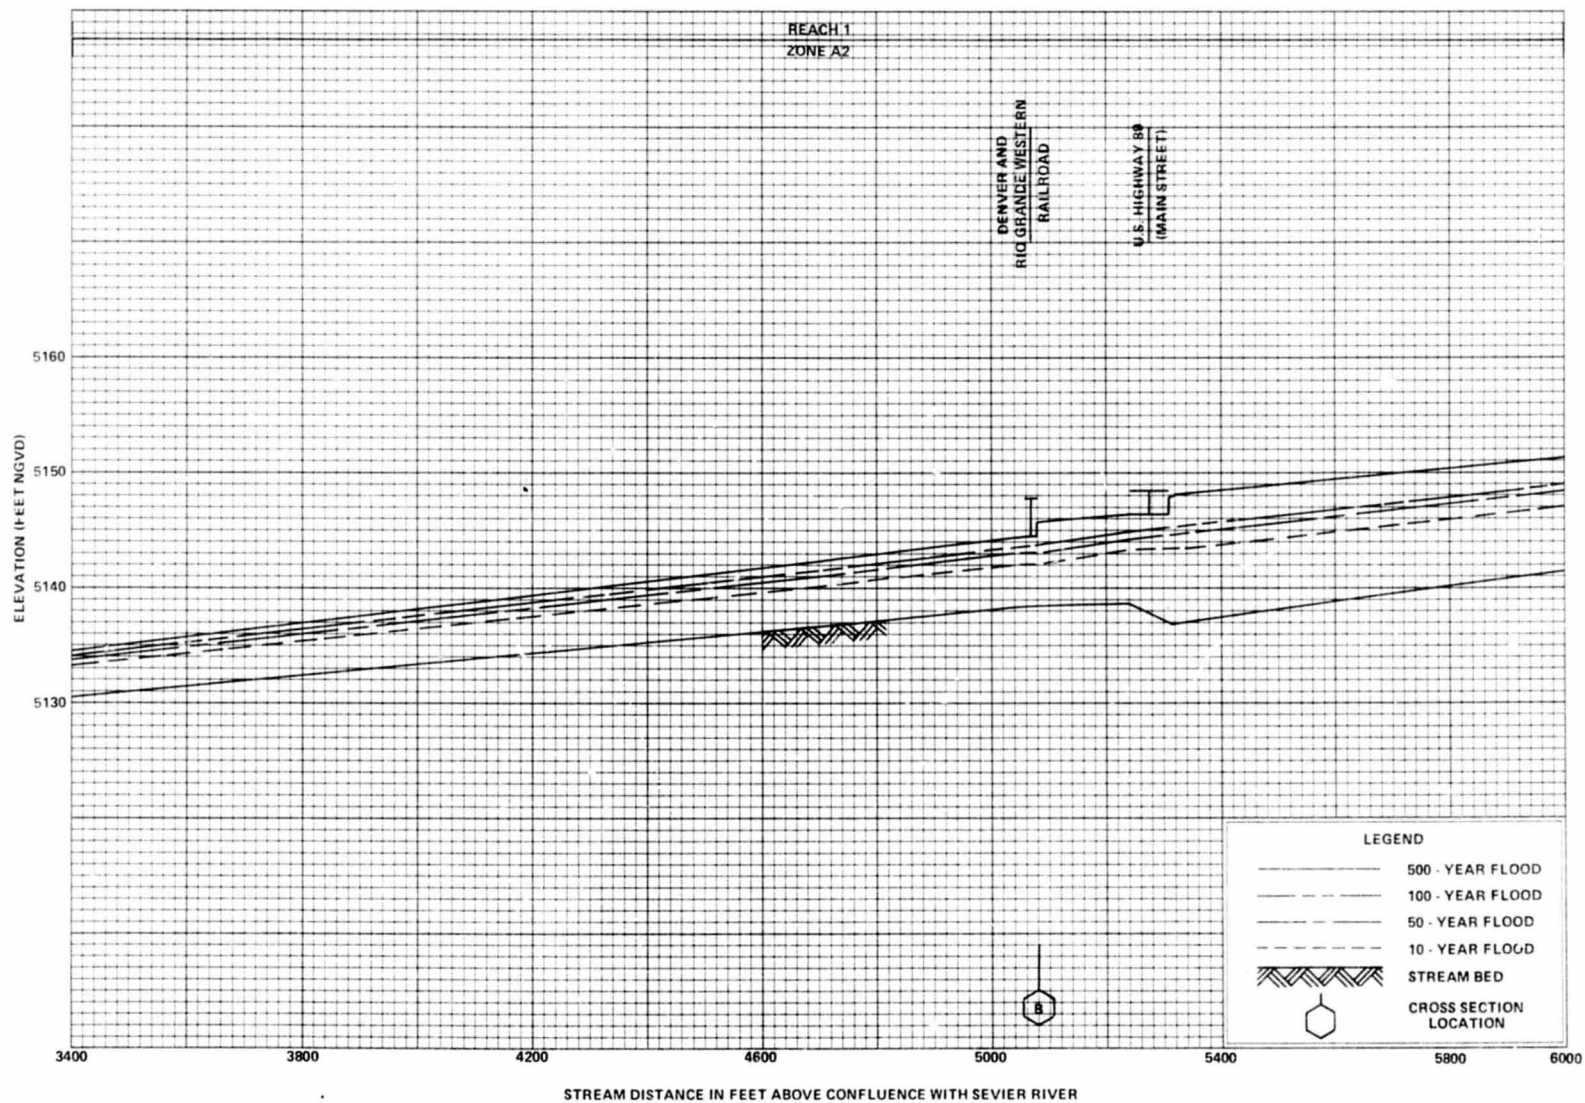 REACH 1
ZONE A2
DENVER AND
RIO GRANDE WESTERN
RAILROAD
U.S. HIGHWAY 89
(MAIN STREET)
5160
5150
5140
5130
ELEVATION (FEET NGVD)
B
LEGEND
500 - YEAR FLOOD
100 - YEAR FLOOD
50 - YEAR FLOOD
10 - YEAR FLOOD
STREAM BED
CROSS SECTION
LOCATION
3400 3800 4200 4600 5000 5400 5800 6000
STREAM DISTANCE IN FEET ABOVE CONFLUENCE WITH SEVIER RIVER